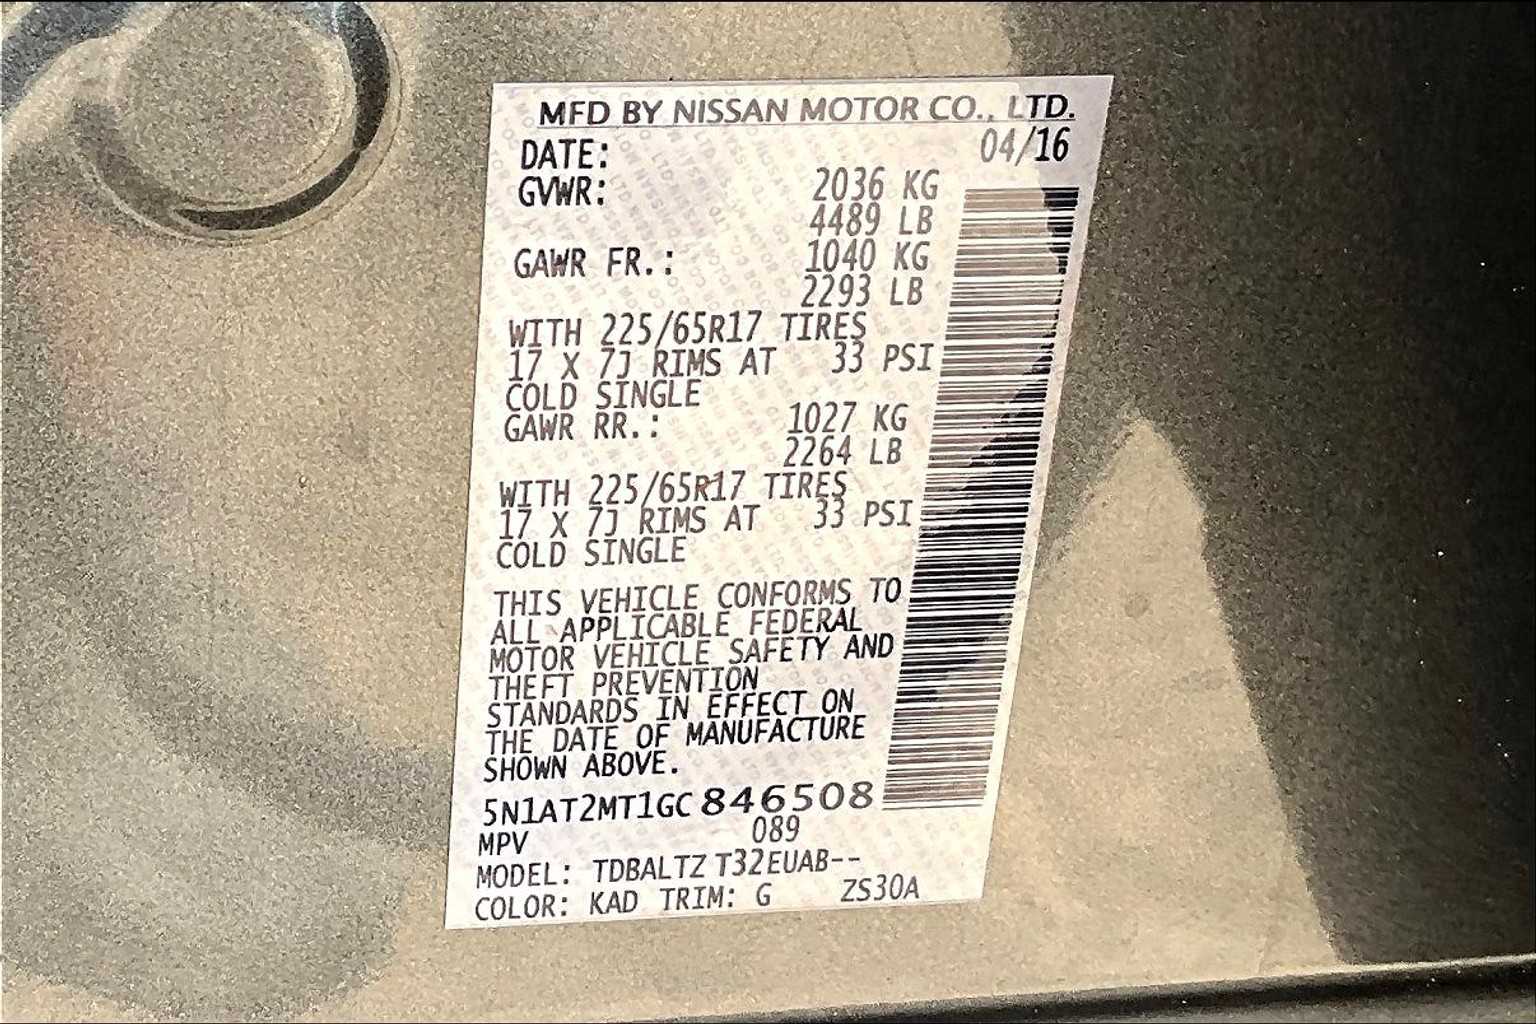 MFD BY NISSAN MOTOR CO., LTD.
DATE: 04/16
GVWR: 2036 KG
4489 LB
GAWR FR.: 1040 KG
2293 LB
WITH 225/65R17 TIRES
17 X 7J RIMS AT 33 PSI
COLD SINGLE
GAWR RR.: 1027 KG
2264 LB
WITH 225/65R17 TIRES
17 X 7J RIMS AT 33 PSI
COLD SINGLE
THIS VEHICLE CONFORMS TO
ALL APPLICABLE FEDERAL
MOTOR VEHICLE SAFETY AND
THEFT PREVENTION
STANDARDS IN EFFECT ON
THE DATE OF MANUFACTURE
SHOWN ABOVE.
5N1AT2MT1GC846508
MPV 089
MODEL: TDBALTZ T32EUAB--
COLOR: KAD TRIM: G ZS30A